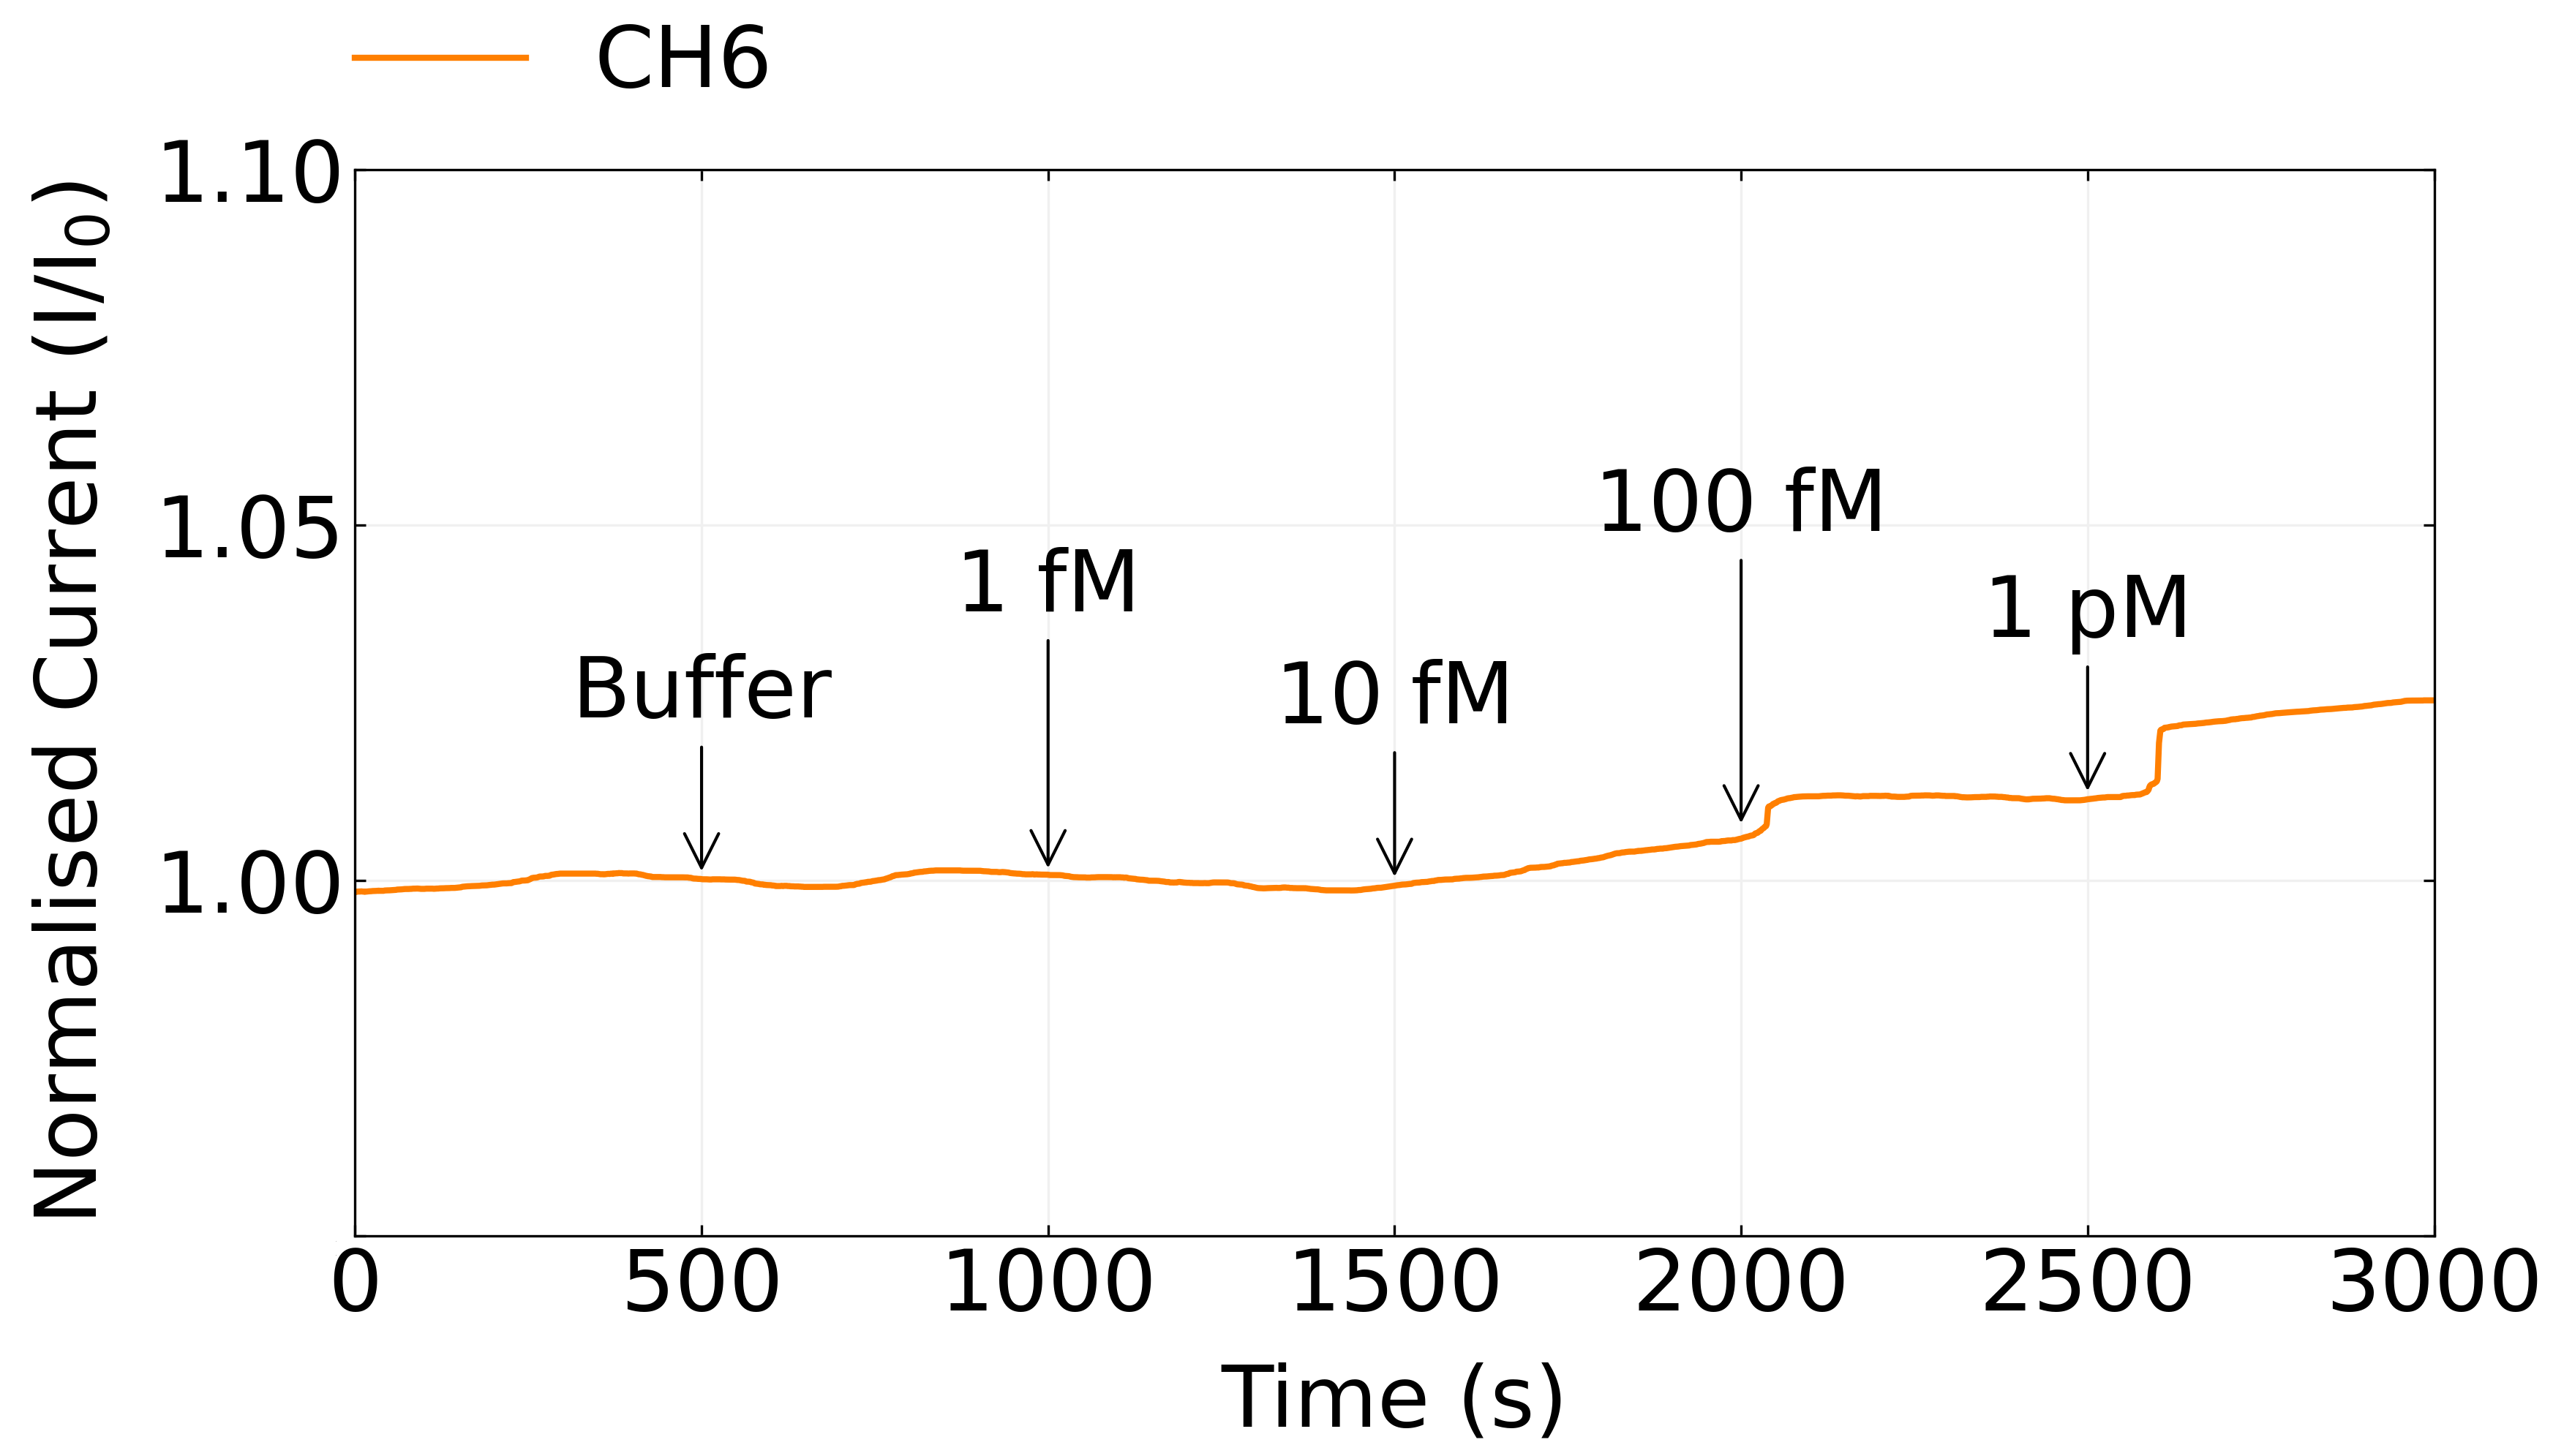 CH6
Normalised Current (I/I₀)
1.10
1.05
1.00
100 fM
1 fM
1 pM
Buffer
10 fM
0 500 1000 1500 2000 2500 3000
Time (s)